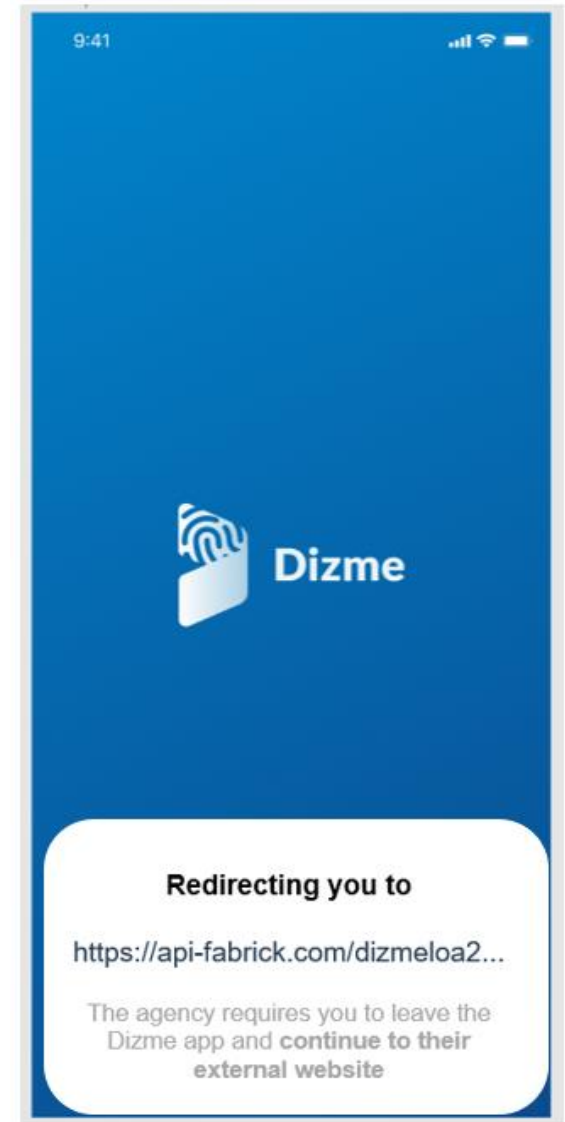 9:41
Dizme
Redirecting you to
https://api-fabrick.com/dizmeloa2...
The agency requires you to leave the
Dizme app and continue to their
external website